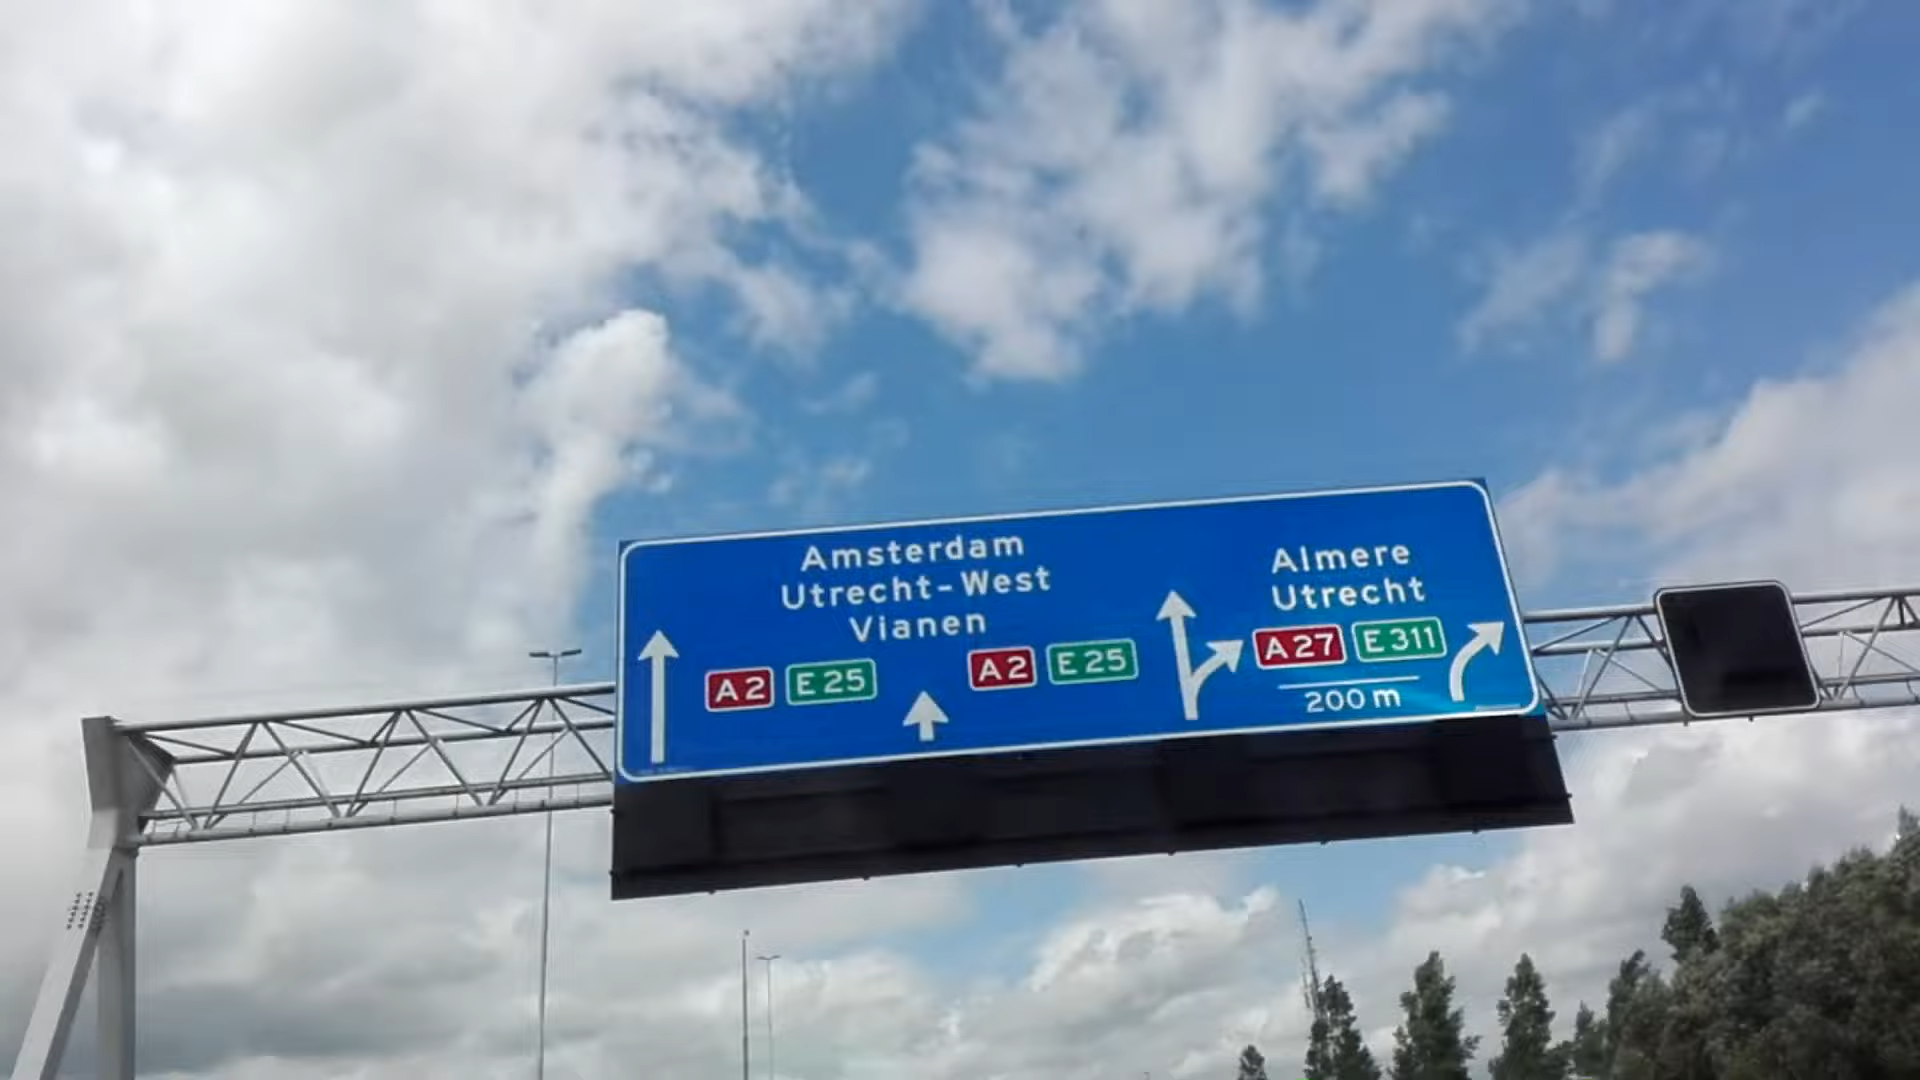 Amsterdam
Utrecht-West
Vianen
A2 E25
A2 E25
Almere
Utrecht
A27 E311
200 m